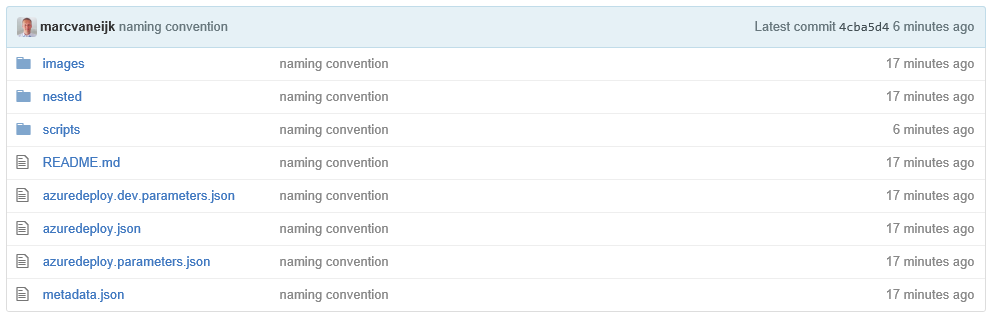 marcvaneijk naming convention Latest commit 4cba5d4 6 minutes ago
images naming convention 17 minutes ago
nested naming convention 17 minutes ago
scripts naming convention 6 minutes ago
README.md naming convention 17 minutes ago
azuredeploy.dev.parameters.json naming convention 17 minutes ago
azuredeploy.json naming convention 17 minutes ago
azuredeploy.parameters.json naming convention 17 minutes ago
metadata.json naming convention 17 minutes ago